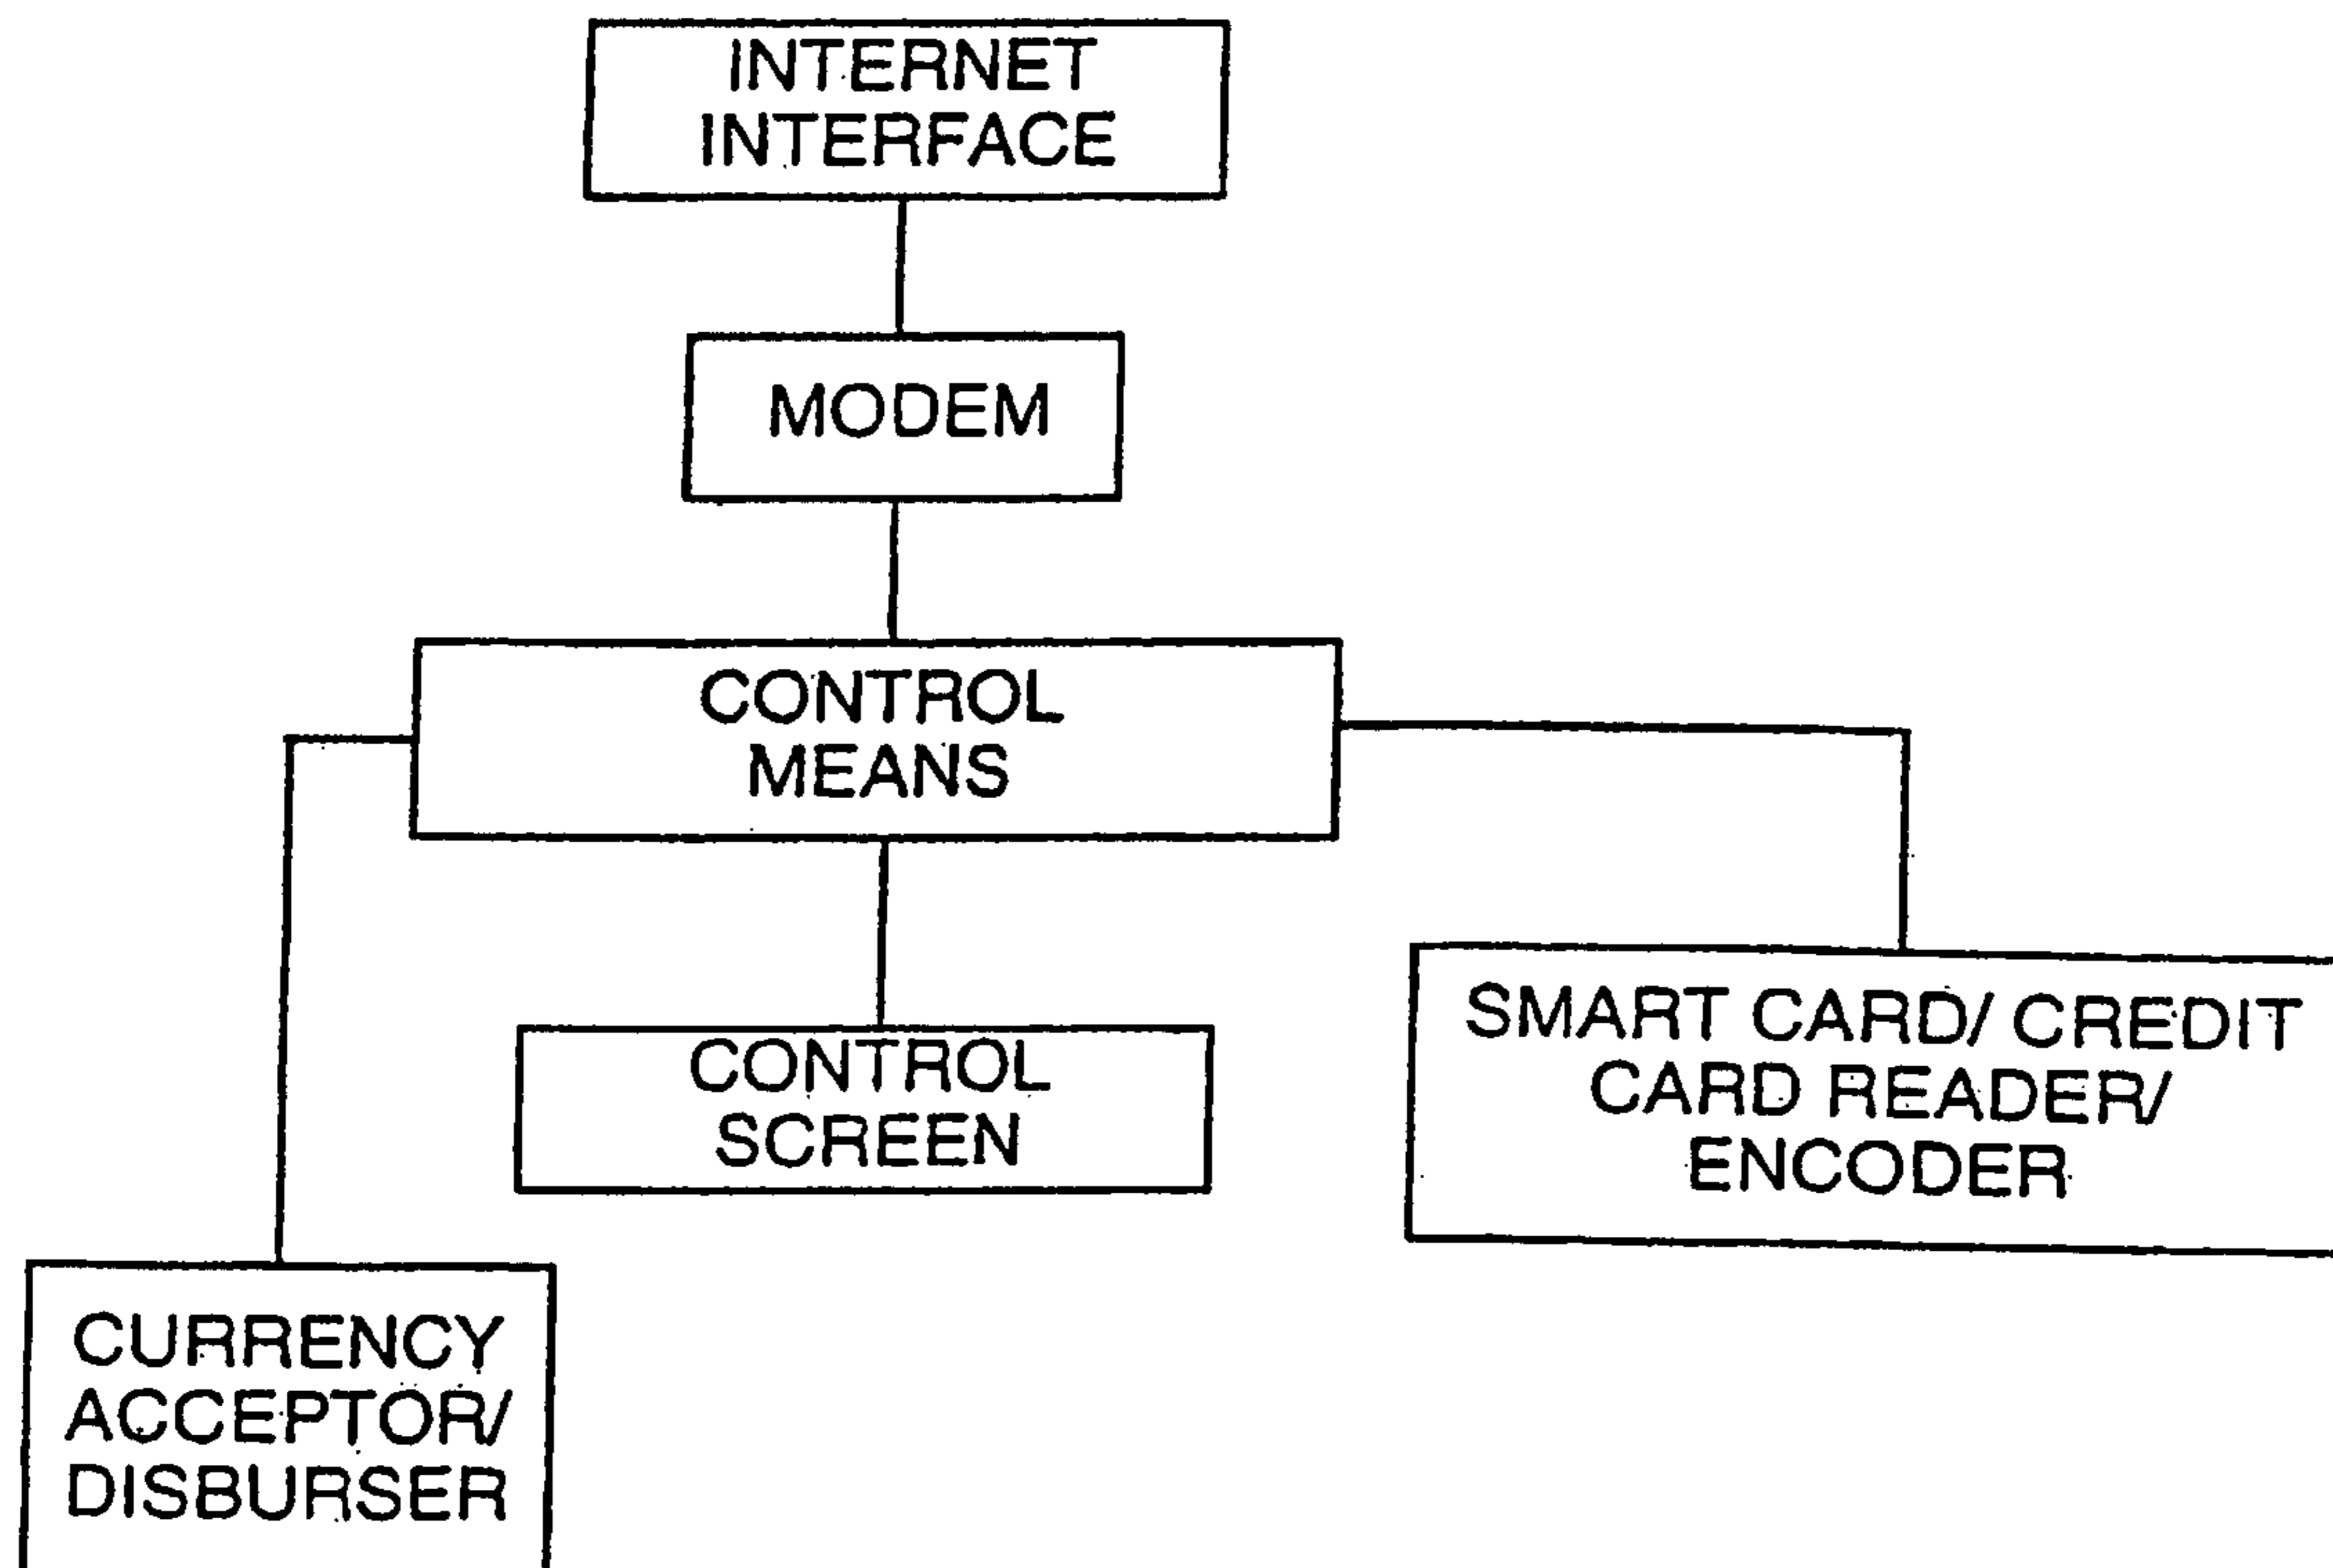 INTERNET
INTERFACE
MODEM
CONTROL
MEANS
CONTROL
SCREEN
SMART CARD/ CREDIT
CARD READER/
ENCODER
CURRENCY
ACCEPTOR/
DISBURSER